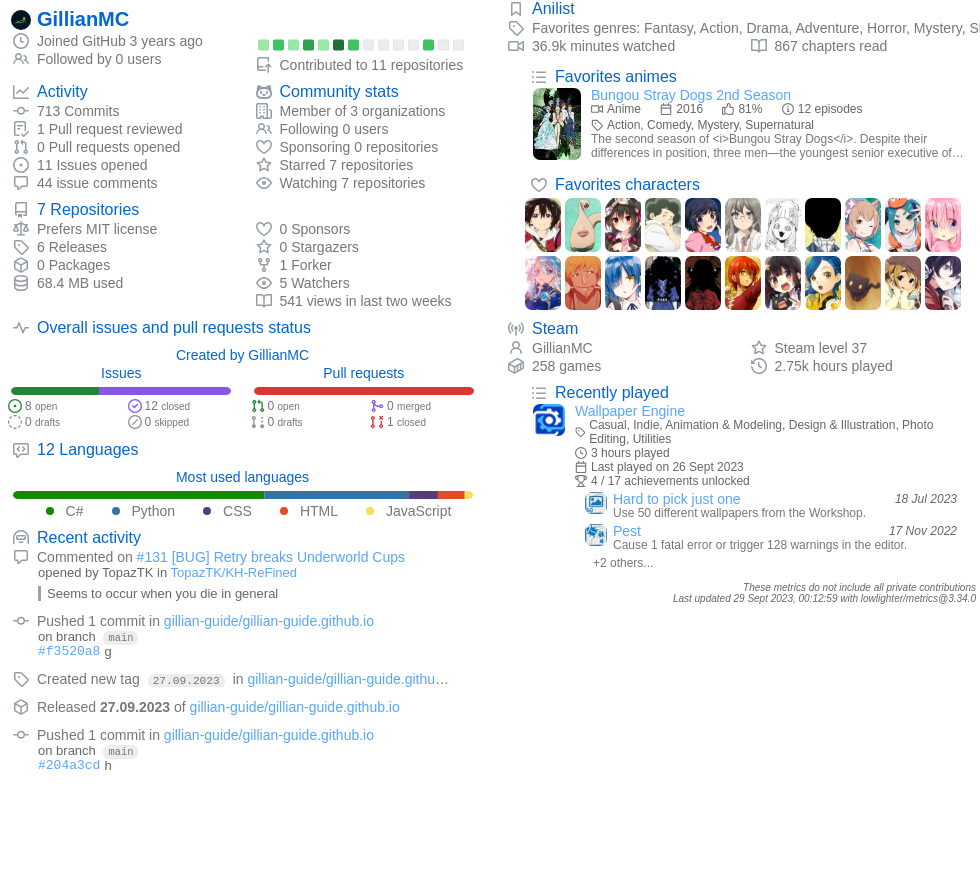 GillianMC
Joined GitHub 3 years ago
Followed by 0 users
Contributed to 11 repositories
Activity
713 Commits
1 Pull request reviewed
0 Pull requests opened
11 Issues opened
44 issue comments
Community stats
Member of 3 organizations
Following 0 users
Sponsoring 0 repositories
Starred 7 repositories
Watching 7 repositories
7 Repositories
Prefers MIT license
6 Releases
0 Packages
68.4 MB used
0 Sponsors
0 Stargazers
1 Forker
5 Watchers
541 views in last two weeks
Overall issues and pull requests status
Created by GillianMC
Issues
8 open
12 closed
0 drafts
0 skipped
Pull requests
0 open
0 merged
0 drafts
1 closed
12 Languages
Most used languages
C# Python CSS HTML JavaScript
Recent activity
Commented on #131 [BUG] Retry breaks Underworld Cups
opened by TopazTK in TopazTK/KH-ReFined
Seems to occur when you die in general
Pushed 1 commit in gillian-guide/gillian-guide.github.io
on branch main
#f3520a8 g
Created new tag 27.09.2023 in gillian-guide/gillian-guide.githu…
Released 27.09.2023 of gillian-guide/gillian-guide.github.io
Pushed 1 commit in gillian-guide/gillian-guide.github.io
on branch main
#204a3cd h
Anilist
Favorites genres: Fantasy, Action, Drama, Adventure, Horror, Mystery, S
36.9k minutes watched
867 chapters read
Favorites animes
Bungou Stray Dogs 2nd Season
Anime 2016 81% 12 episodes
Action, Comedy, Mystery, Supernatural
The second season of <i>Bungou Stray Dogs</i>. Despite their
differences in position, three men—the youngest senior executive of…
Favorites characters
Steam
GillianMC
258 games
Steam level 37
2.75k hours played
Recently played
Wallpaper Engine
Casual, Indie, Animation & Modeling, Design & Illustration, Photo
Editing, Utilities
3 hours played
Last played on 26 Sept 2023
4 / 17 achievements unlocked
Hard to pick just one 18 Jul 2023
Use 50 different wallpapers from the Workshop.
Pest 17 Nov 2022
Cause 1 fatal error or trigger 128 warnings in the editor.
+2 others...
These metrics do not include all private contributions
Last updated 29 Sept 2023, 00:12:59 with lowlighter/metrics@3.34.0